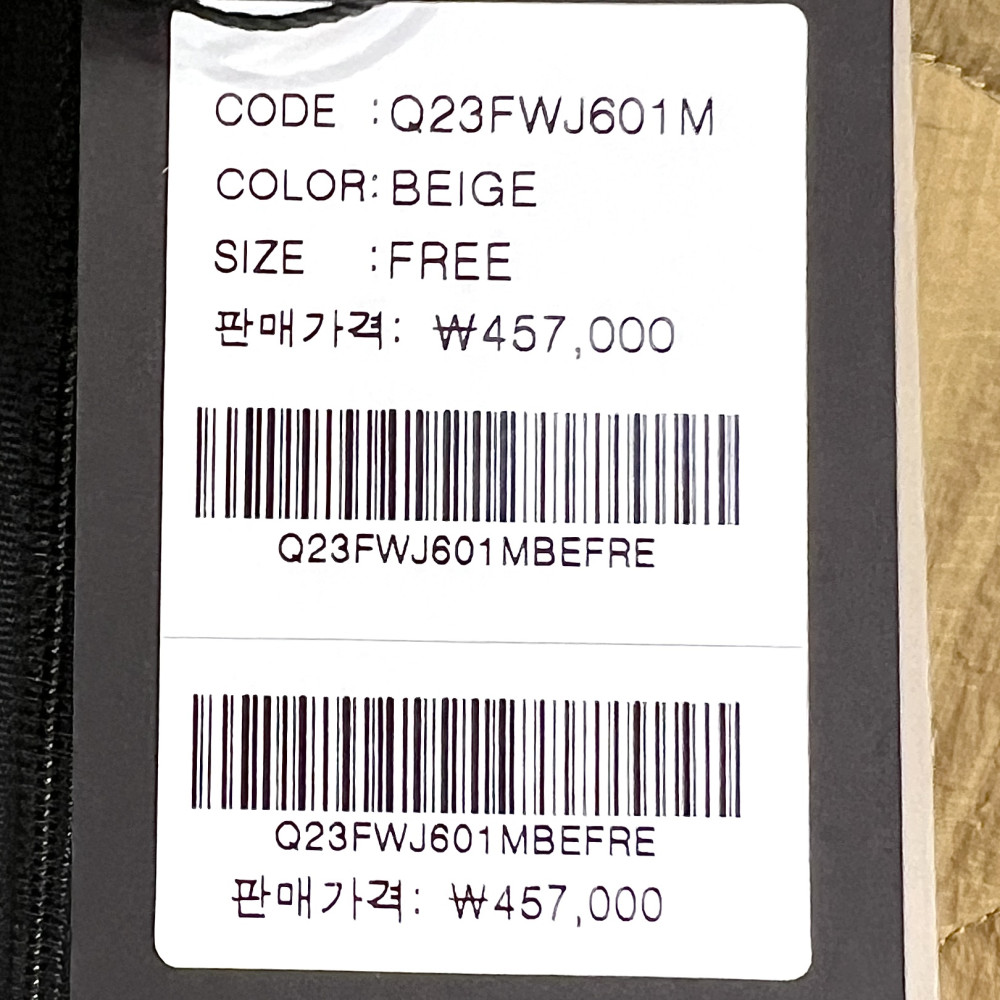 CODE :Q23FWJ601M
COLOR:BEIGE
SIZE :FREE
판매가격: ₩457,000
Q23FWJ601MBEFRE
Q23FWJ601MBEFRE
판매가격: ₩457,000